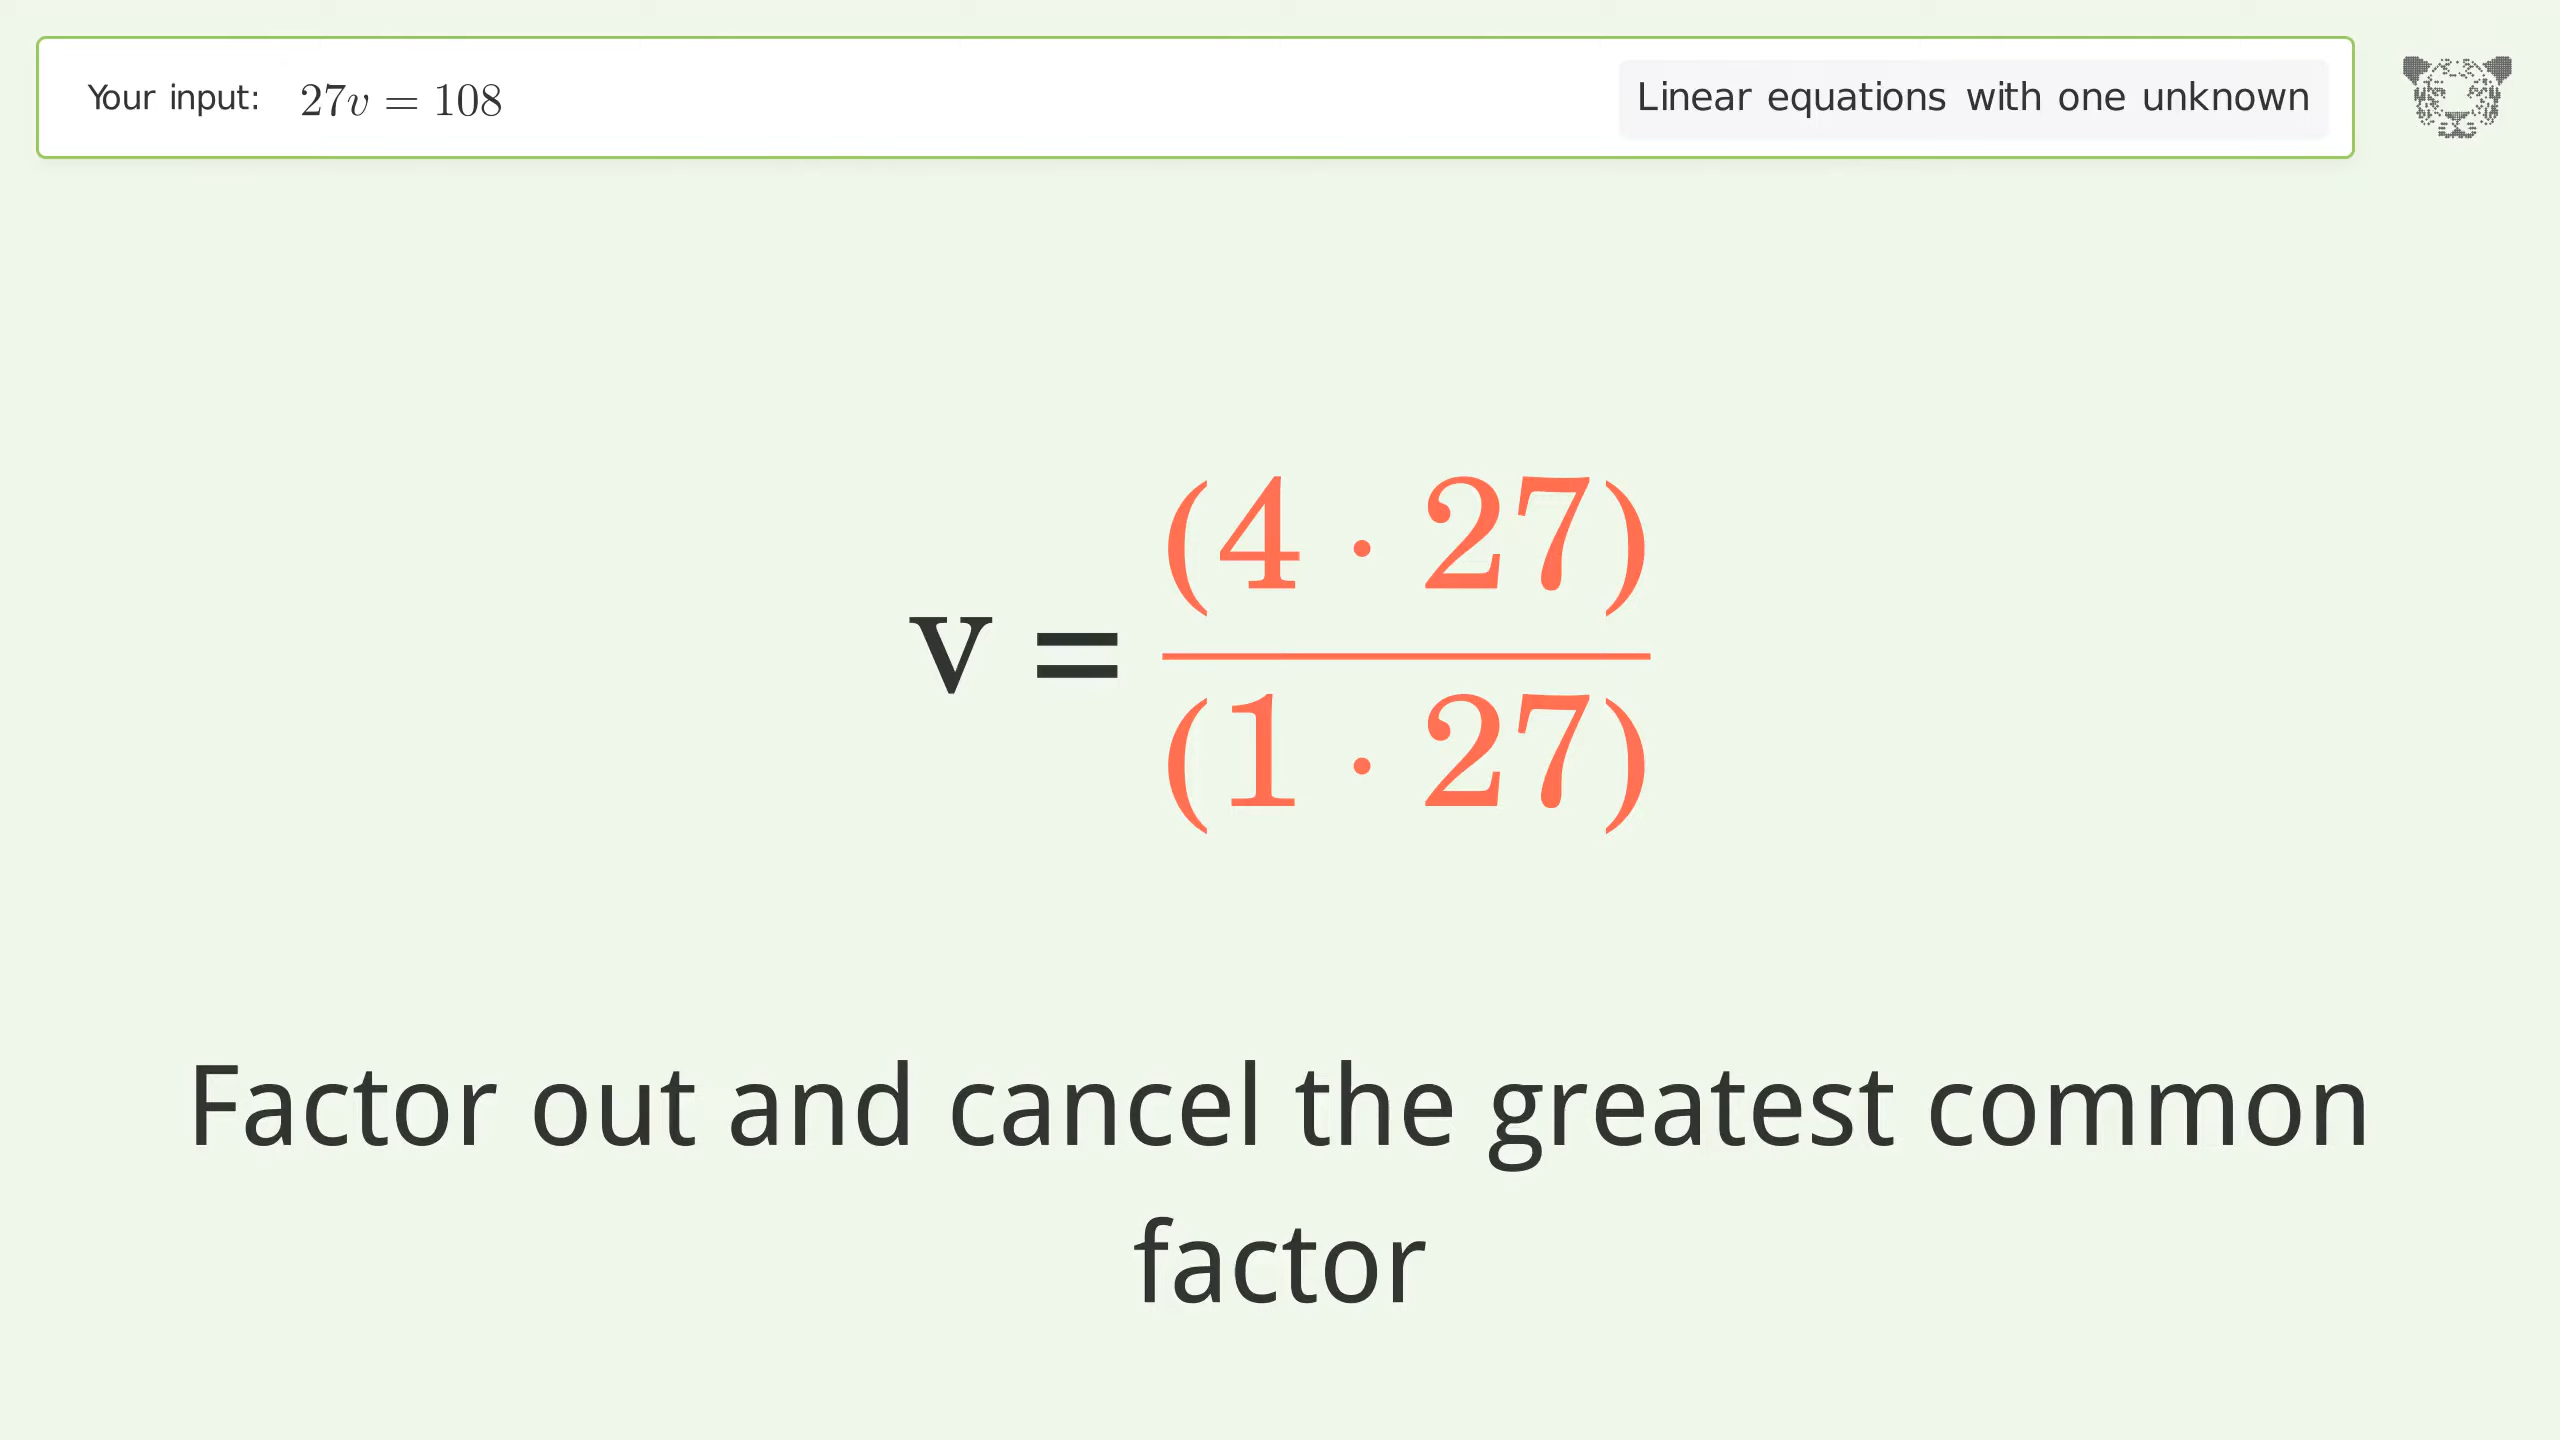 Your input: 27v = 108
Linear equations with one unknown
v = (4 · 27) / (1 · 27)
Factor out and cancel the greatest common
factor